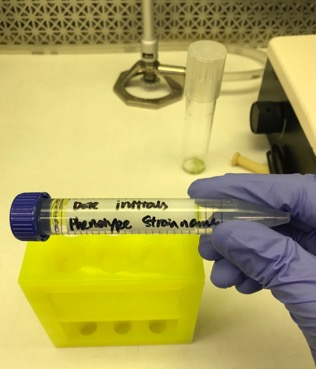 Date initials
Phenotype Strain name